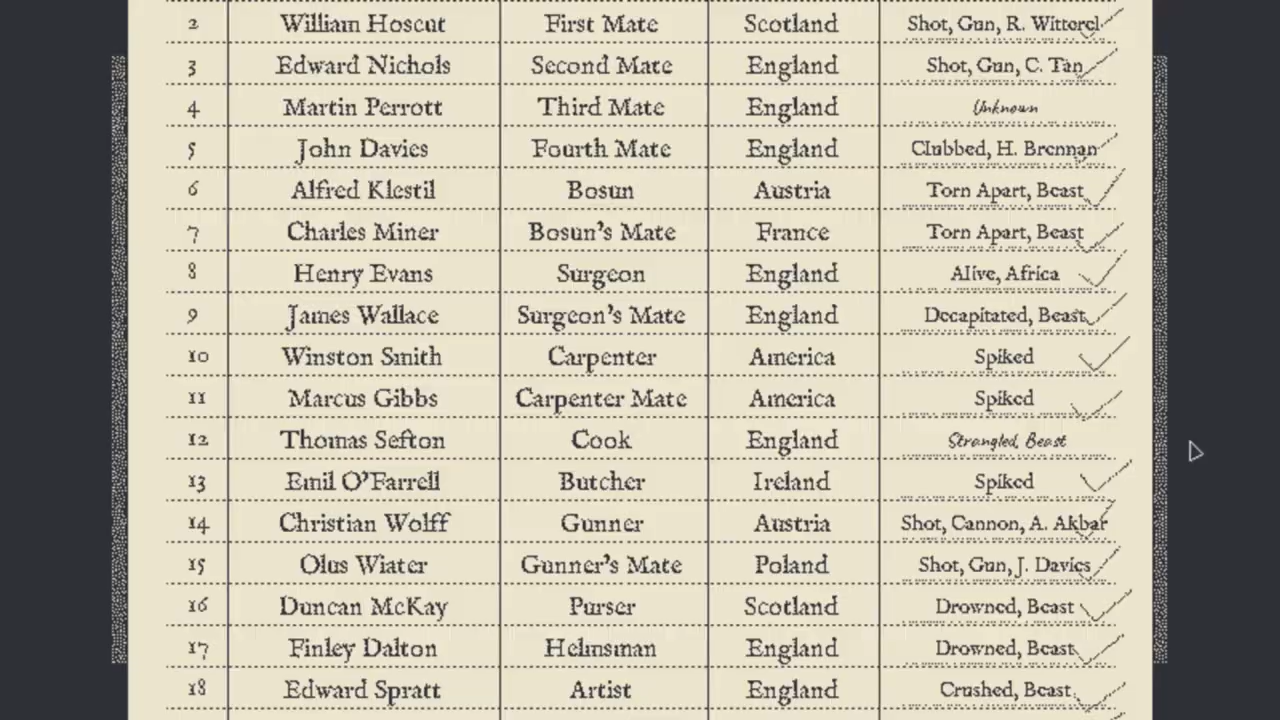 2 William Hoscut First Mate Scotland Shot, Gun, R. Witterel
3 Edward Nichols Second Mate England Shot, Gun, C. Tan
4 Martin Perrott Third Mate England Unknown
5 John Davies Fourth Mate England Clubbed, H. Brennan
6 Alfred Klestil Bosun Austria Torn Apart, Beast
7 Charles Miner Bosun's Mate France Torn Apart, Beast
8 Henry Evans Surgeon England Alive, Africa
9 James Wallace Surgeon's Mate England Decapitated, Beast
10 Winston Smith Carpenter America Spiked
11 Marcus Gibbs Carpenter Mate America Spiked
12 Thomas Sefton Cook England Strangled, Beast
13 Emil O'Farrell Butcher Ireland Spiked
14 Christian Wolff Gunner Austria Shot, Cannon, A. Akbar
15 Olus Wiater Gunner's Mate Poland Shot, Gun, J. Davies
16 Duncan McKay Purser Scotland Drowned, Beast
17 Finley Dalton Helmsman England Drowned, Beast
18 Edward Spratt Artist England Crushed, Beast